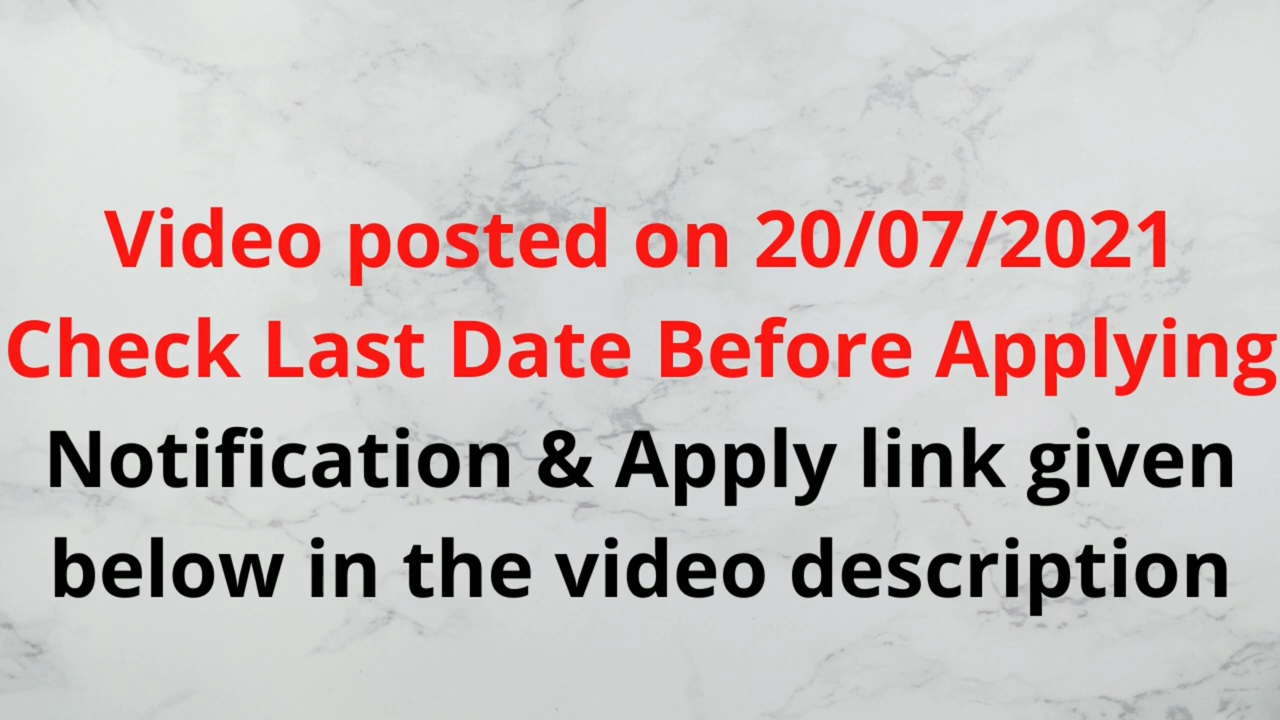 Video posted on 20/07/2021
Check Last Date Before Applying
Notification & Apply link given
below in the video description